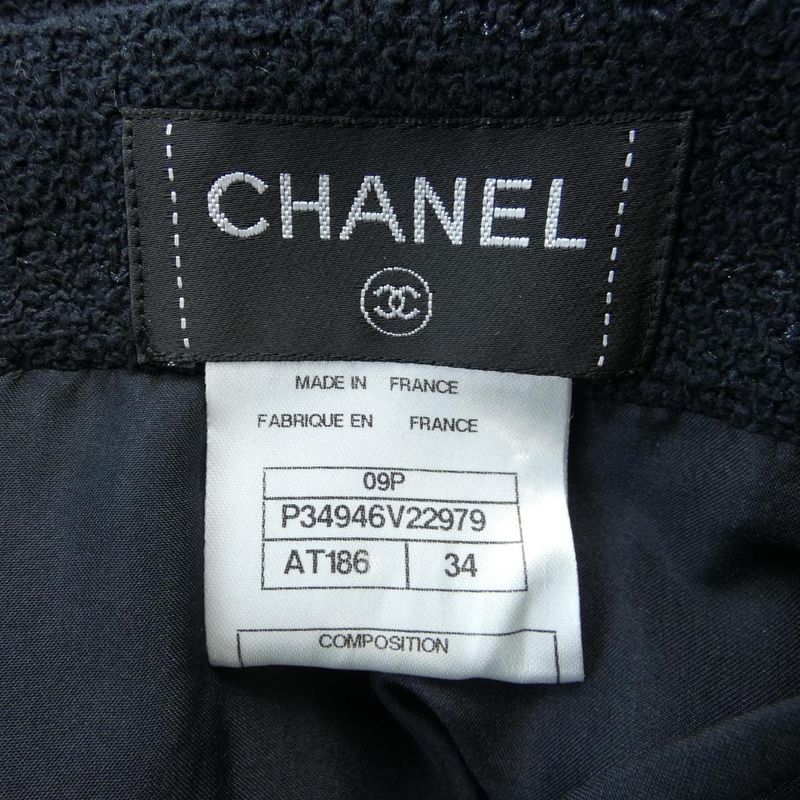 CHANEL
MADE IN FRANCE
FABRIQUE EN FRANCE
09P
P34946V22979
AT186 34
COMPOSITION